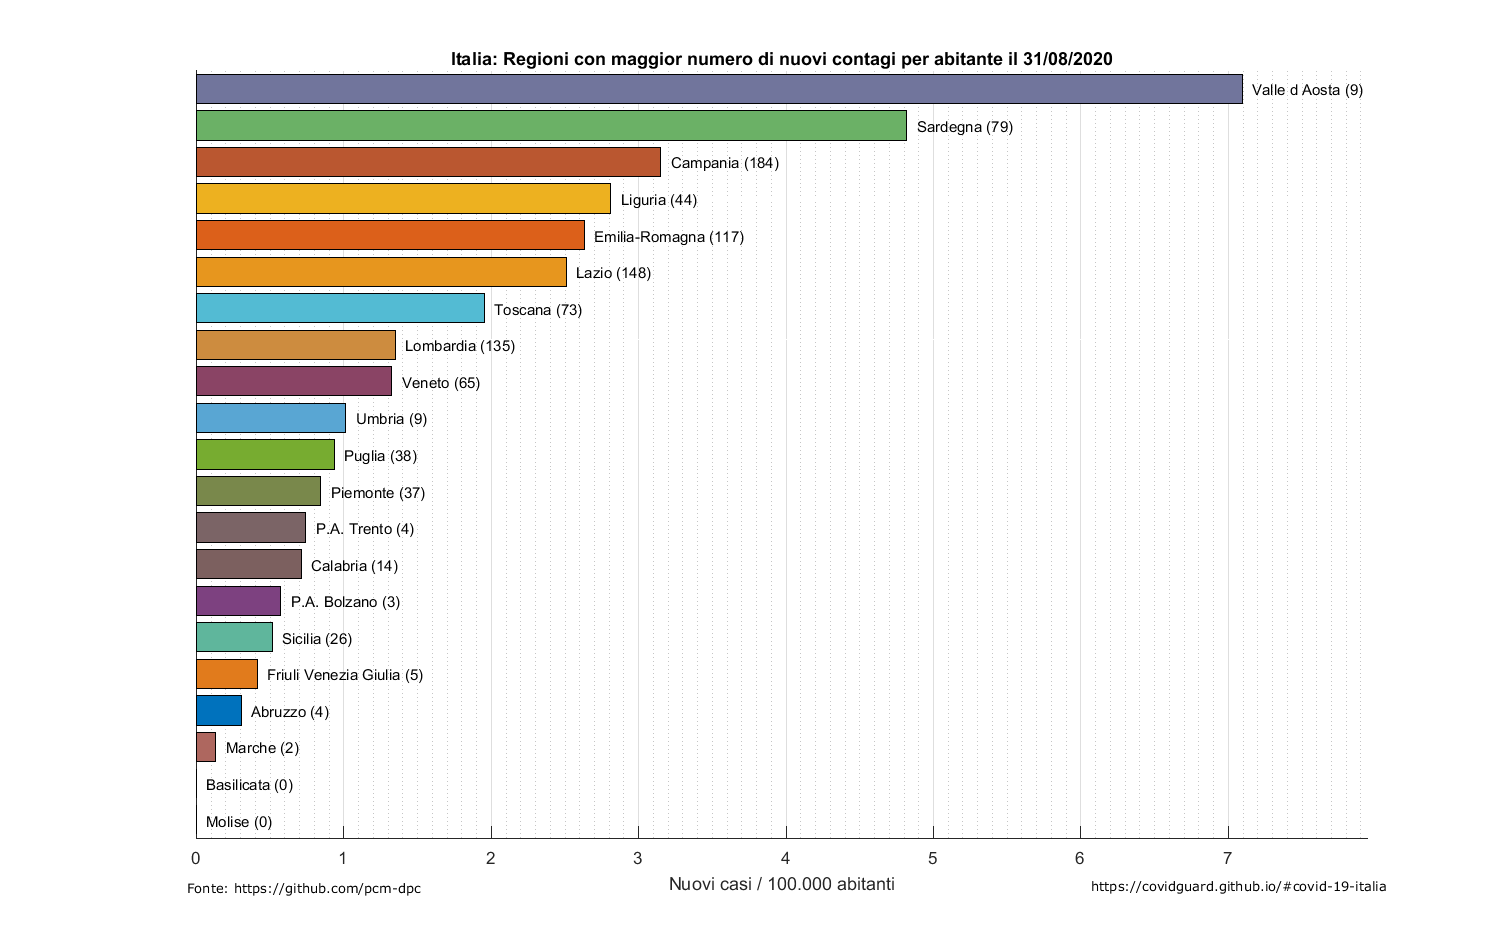 Italia: Regioni con maggior numero di nuovi contagi per abitante il 31/08/2020
Valle d Aosta (9)
Sardegna (79)
Campania (184)
Liguria (44)
Emilia-Romagna (117)
Lazio (148)
Toscana (73)
Lombardia (135)
Veneto (65)
Umbria (9)
Puglia (38)
Piemonte (37)
P.A. Trento (4)
Calabria (14)
P.A. Bolzano (3)
Sicilia (26)
Friuli Venezia Giulia (5)
Abruzzo (4)
Marche (2)
Basilicata (0)
Molise (0)
0 1 2 3 4 5 6 7
Nuovi casi / 100.000 abitanti
Fonte: https://github.com/pcm-dpc
https://covidguard.github.io/#covid-19-italia